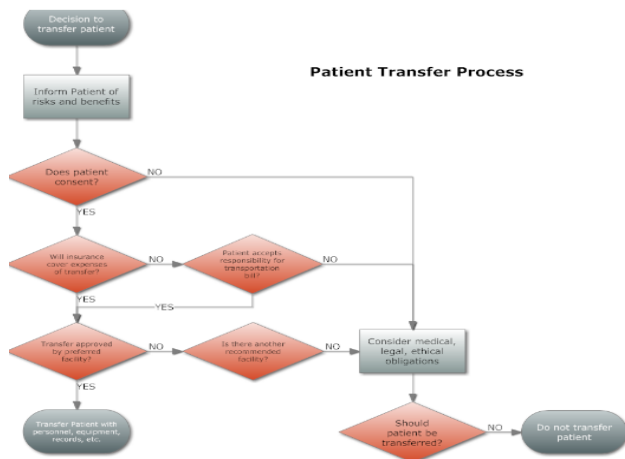 Decision to
transfer patient
Patient Transfer Process
Inform Patient of
risks and benefits
Does patient
consent?
NO
YES
Will insurance
cover expenses
of transfer?
NO
Patient accepts
responsibility for
transportation
bill?
NO
YES
YES
Transfer approved
by preferred
facility?
NO
Is there another
recommended
facility?
NO
Consider medical,
legal, ethical
obligations
YES
Transfer Patient with
personnel, equipment,
records, etc.
Should
patient be
transferred?
NO
Do not transfer
patient